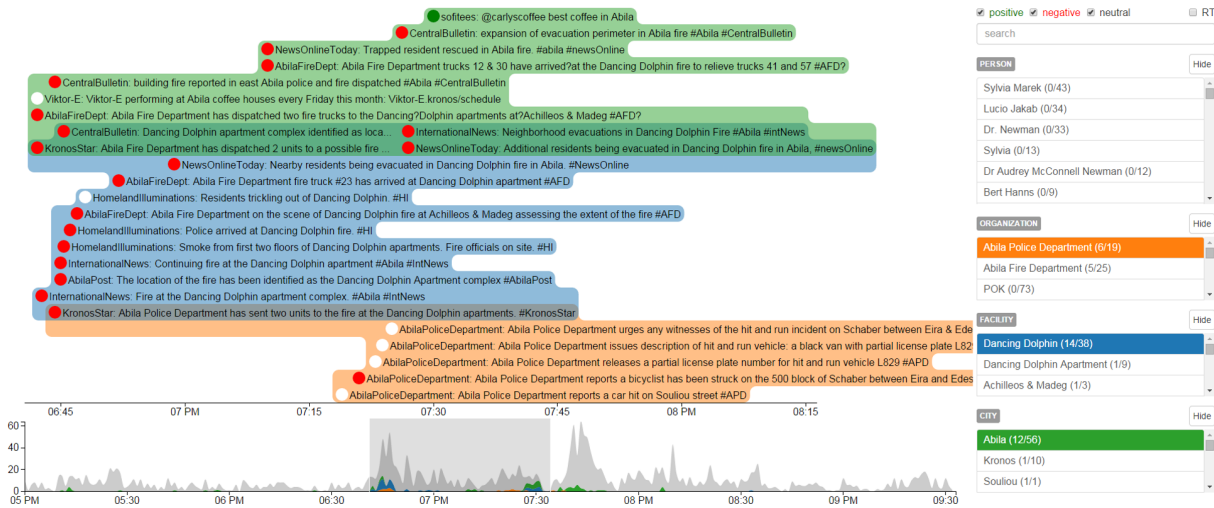 sofitees: @carlyscoffee best coffee in Abila
CentralBulletin: expansion of evacuation perimeter in Abila fire #Abila #CentralBulletin
NewsOnlineToday: Trapped resident rescued in Abila fire. #abila #newsOnline
AbilaFireDept: Abila Fire Department trucks 12 & 30 have arrived?at the Dancing Dolphin fire to relieve trucks 41 and 57 #AFD?
CentralBulletin: building fire reported in east Abila police and fire dispatched #Abila #CentralBulletin
Viktor-E: Viktor-E performing at Abila coffee houses every Friday this month: Viktor-E.kronos/schedule
AbilaFireDept: Abila Fire Department has dispatched two fire trucks to the Dancing?Dolphin apartments at?Achilleos & Madeg #AFD?
CentralBulletin: Dancing Dolphin apartment complex identified as loca... InternationalNews: Neighborhood evacuations in Dancing Dolphin Fire #Abila #intNews
KronosStar: Abila Fire Department has dispatched 2 units to a possible fire ... NewsOnlineToday: Additional residents being evacuated in Dancing Dolphin fire in Abila, #newsOnline
NewsOnlineToday: Nearby residents being evacuated in Dancing Dolphin fire in Abila. #NewsOnline
AbilaFireDept: Abila Fire Department fire truck #23 has arrived at Dancing Dolphin apartment #AFD
HomelandIlluminations: Residents trickling out of Dancing Dolphin. #HI
AbilaFireDept: Abila Fire Department on the scene of Dancing Dolphin fire at Achilleos & Madeg assessing the extent of the fire #AFD
HomelandIlluminations: Police arrived at Dancing Dolphin fire. #HI
HomelandIlluminations: Smoke from first two floors of Dancing Dolphin apartments. Fire officials on site. #HI
InternationalNews: Continuing fire at the Dancing Dolphin apartment #Abila #IntNews
AbilaPost: The location of the fire has been identified as the Dancing Dolphin Apartment Complex #AbilaPost
InternationalNews: Fire at the Dancing Dolphin apartment complex. #Abila #IntNews
KronosStar: Abila Police Department has sent two units to the fire at the Dancing Dolphin apartments. #KronosStar
AbilaPoliceDepartment: Abila Police Department urges any witnesses of the hit and run incident on Schaber between Eira & Ede
AbilaPoliceDepartment: Abila Police Department issues description of hit and run vehicle: a black van with partial license plate L829
AbilaPoliceDepartment: Abila Police Department releases a partial license plate number for hit and run vehicle L829 #APD
AbilaPoliceDepartment: Abila Police Department reports a bicyclist has been struck on the 500 block of Schaber between Eira and Edes
AbilaPoliceDepartment: Abila Police Department reports a car hit on Souliou street #APD
06:45 07 PM 07:15 07:30 07:45 08 PM 08:15
60
40
20
0
05 PM 05:30 06 PM 06:30 07 PM 07:30 08 PM 08:30 09 PM 09:30
positive negative neutral RT
search
PERSON Hide
Sylvia Marek (0/43)
Lucio Jakab (0/34)
Dr. Newman (0/33)
Sylvia (0/13)
Dr Audrey McConnell Newman (0/12)
Bert Hanns (0/9)
ORGANIZATION Hide
Abila Police Department (6/19)
Abila Fire Department (5/25)
POK (0/73)
FACILITY Hide
Dancing Dolphin (14/38)
Dancing Dolphin Apartment (1/9)
Achilleos & Madeg (1/3)
CITY Hide
Abila (12/56)
Kronos (1/10)
Souliou (1/1)